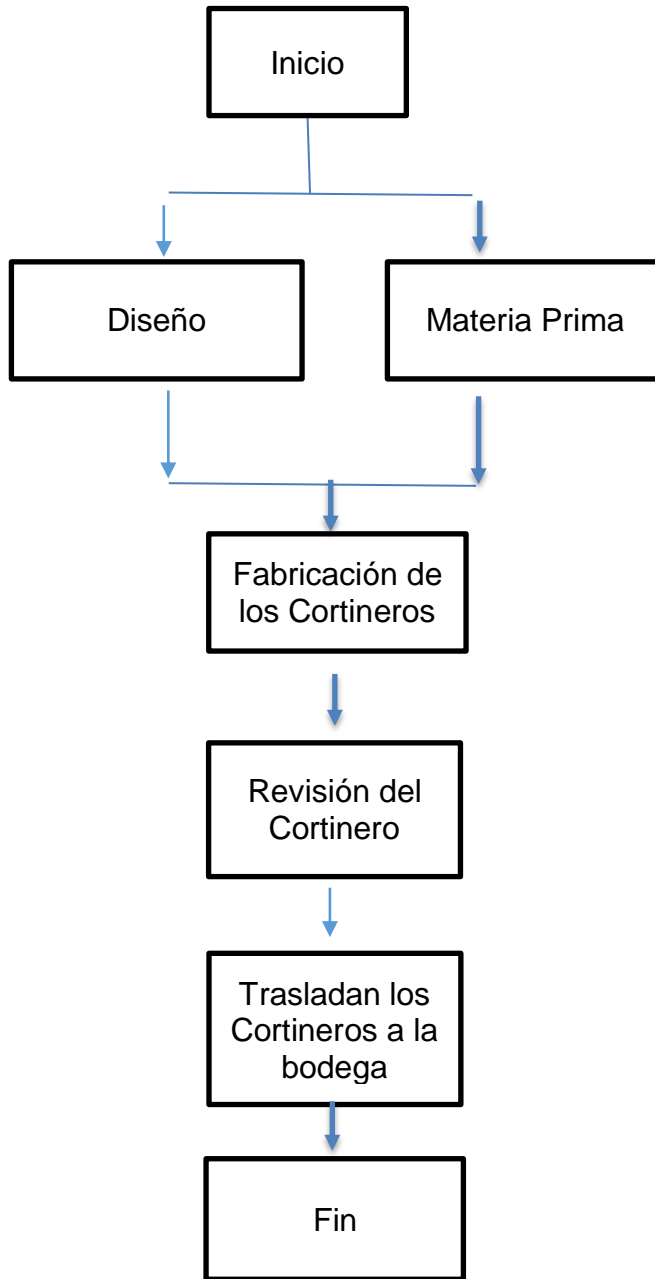 Inicio
Diseño
Materia Prima
Fabricación de
los Cortineros
Revisión del
Cortinero
Trasladan los
Cortineros a la
bodega
Fin